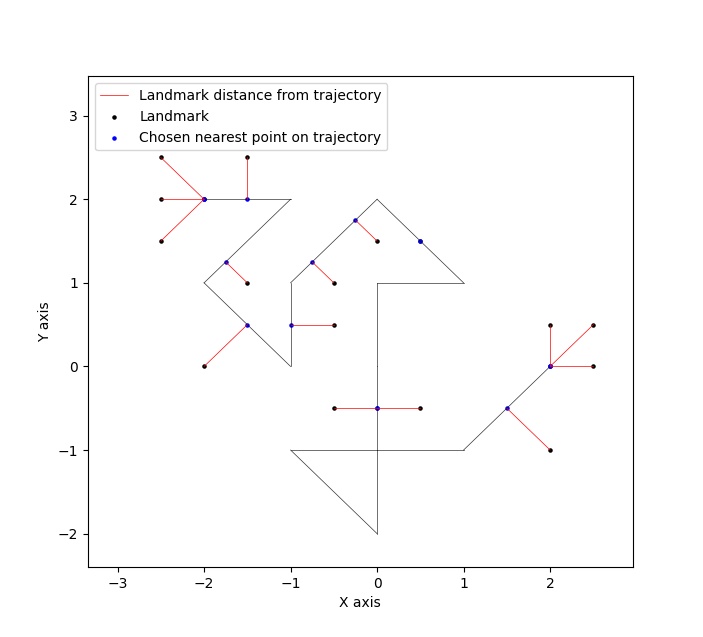 Landmark distance from trajectory
Landmark
Chosen nearest point on trajectory
3
2
1
0
−1
−2
Y axis
−3 −2 −1 0 1 2
X axis